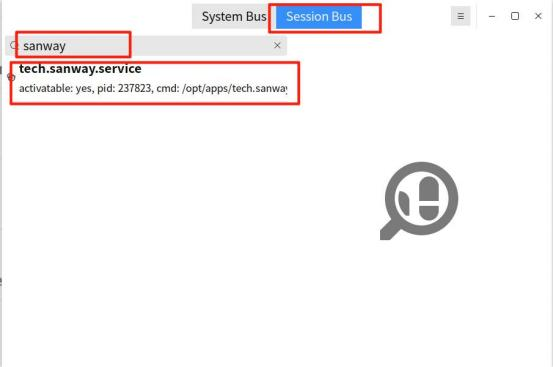 System Bus Session Bus
sanway
tech.sanway.service
activatable: yes, pid: 237823, cmd: /opt/apps/tech.sanway